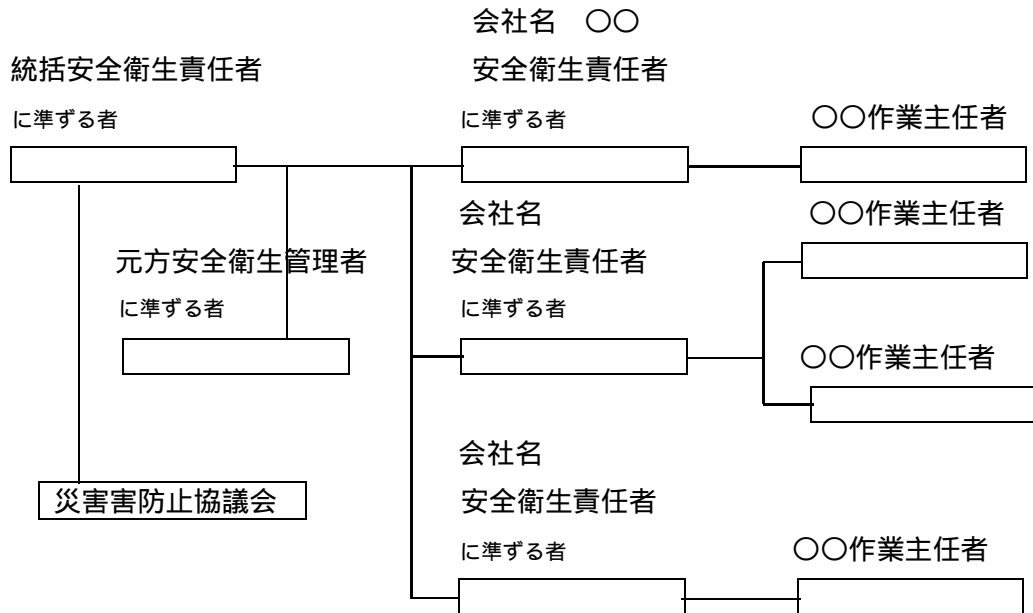 会社名　〇〇
統括安全衛生責任者
安全衛生責任者
に準ずる者
に準ずる者
〇〇作業主任者
会社名
〇〇作業主任者
元方安全衛生管理者
安全衛生責任者
に準ずる者
に準ずる者
〇〇作業主任者
会社名
災害害防止協議会
安全衛生責任者
に準ずる者
〇〇作業主任者